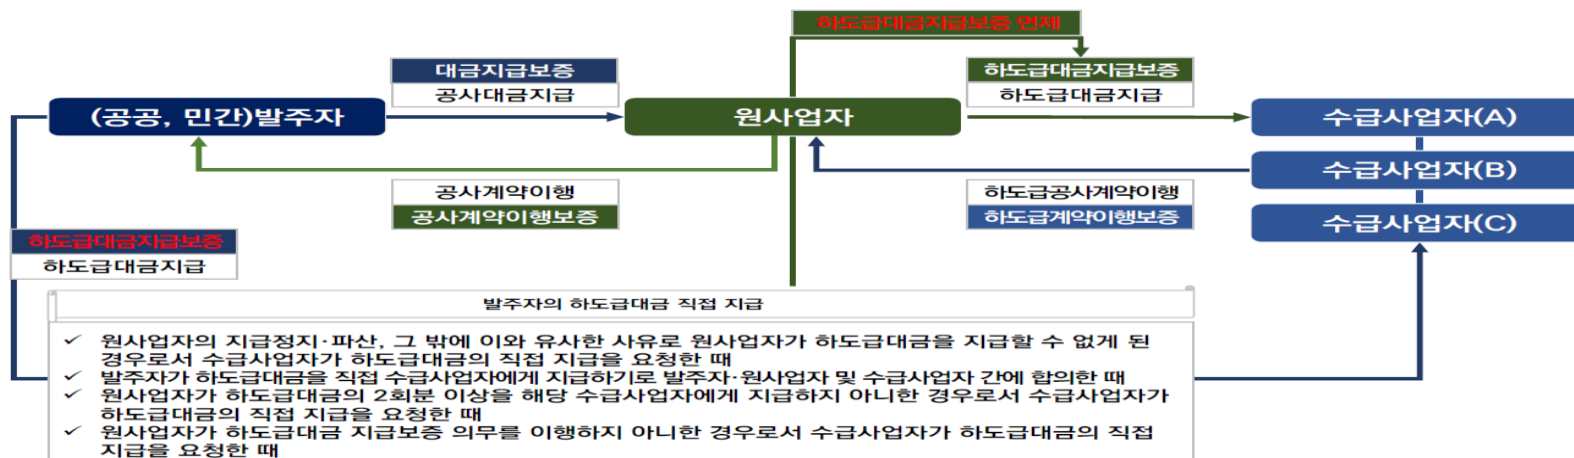 하도급대금지급보증 면제
대금지급보증
공사대금지급
하도급대금지급보증
하도급대금지급
(공공, 민간)발주자
원사업자
수급사업자(A)
수급사업자(B)
수급사업자(C)
공사계약이행
공사계약이행보증
하도급공사계약이행
하도급계약이행보증
하도급대금지급보증
하도급대금지급
발주자의 하도급대금 직접 지급
✓ 원사업자의 지급정지·파산, 그 밖에 이와 유사한 사유로 원사업자가 하도급대금을 지급할 수 없게 된
경우로서 수급사업자가 하도급대금의 직접 지급을 요청한 때
✓ 발주자가 하도급대금을 직접 수급사업자에게 지급하기로 발주자·원사업자 및 수급사업자 간에 합의한 때
✓ 원사업자가 하도급대금의 2회분 이상을 해당 수급사업자에게 지급하지 아니한 경우로서 수급사업자가
하도급대금의 직접 지급을 요청한 때
✓ 원사업자가 하도급대금 지급보증 의무를 이행하지 아니한 경우로서 수급사업자가 하도급대금의 직접
지급을 요청한 때